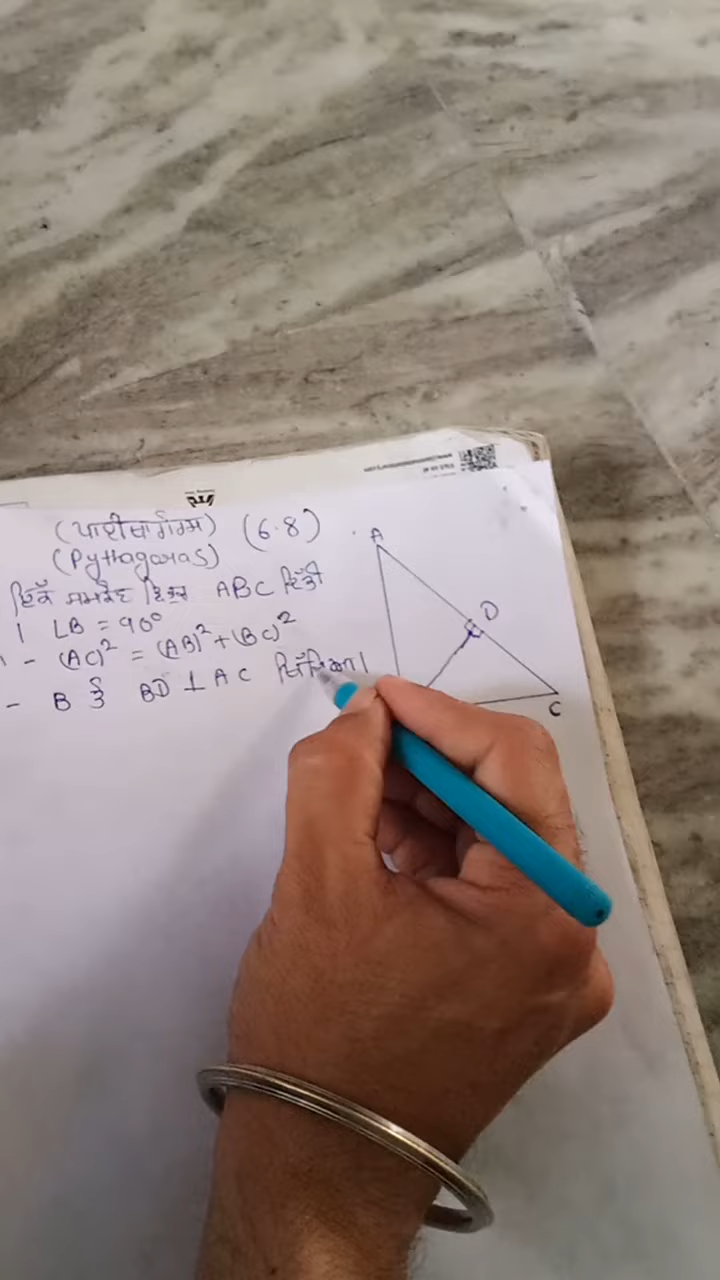 (ਪਾਈਥਾਗੋਰਸ) (6.8)
(Pythagoras)
ਇੱਕ ਸਮਕੋਣ ਤ੍ਰਿਭੁਜ ABC ਦਿੱਤੀ
। ∠B = 90°
- (AC)² = (AB)² + (BC)²
- B ਤੋਂ BD ⊥ AC ਖਿੱਚਿਆ।
A
D
C